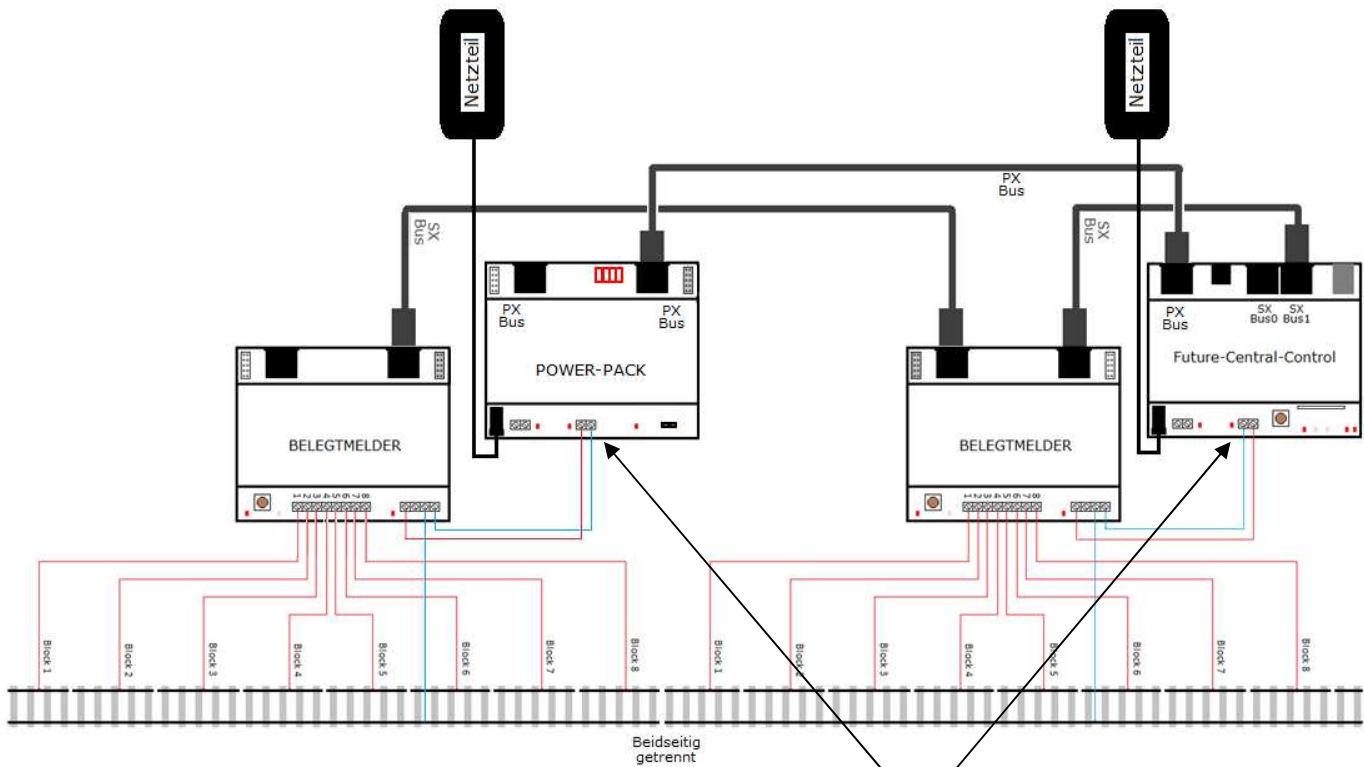 Netzteil
Netzteil
PX
Bus
SX
Bus
SX
Bus
PX
Bus
PX
Bus
POWER-PACK
PX
Bus
SX
Bus0
SX
Bus1
Future-Central-Control
BELEGTMELDER
1 2 3 4 5 6 7 8
BELEGTMELDER
1 2 3 4 5 6 7 8
Block 1
Block 2
Block 3
Block 4
Block 5
Block 6
Block 7
Block 8
Block 1
Block 2
Block 3
Block 4
Block 5
Block 6
Block 7
Block 8
Beidseitig
getrennt